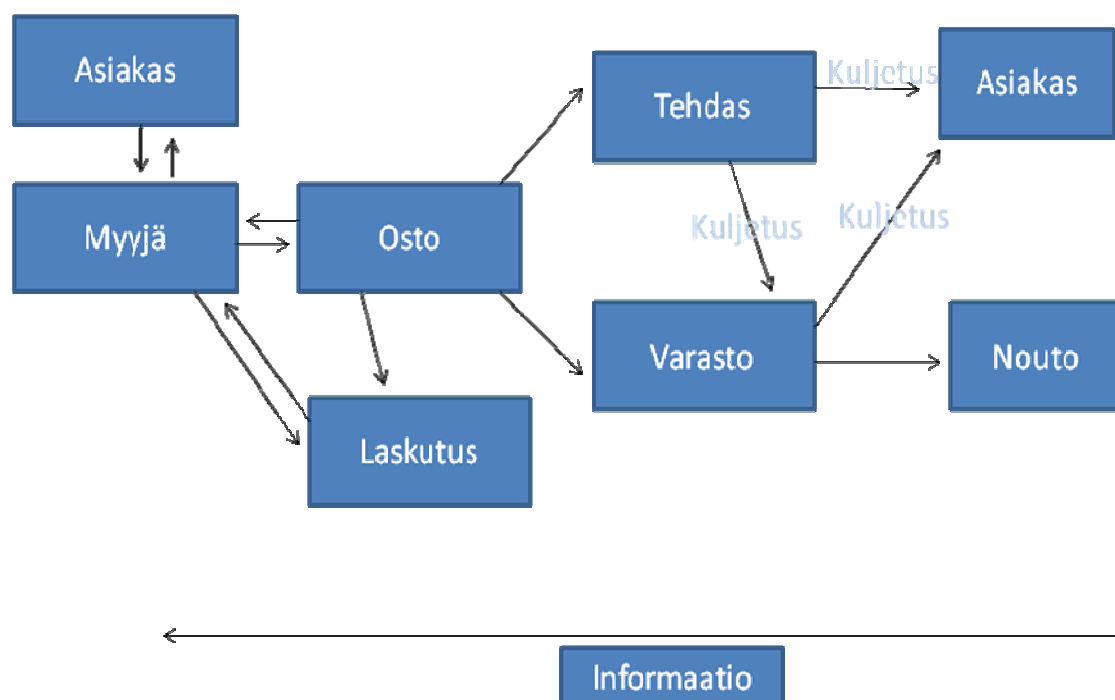 Asiakas
Tehdas
Kuljetus
Asiakas
Myyjä
Osto
Kuljetus
Kuljetus
Varasto
Nouto
Laskutus
Informaatio